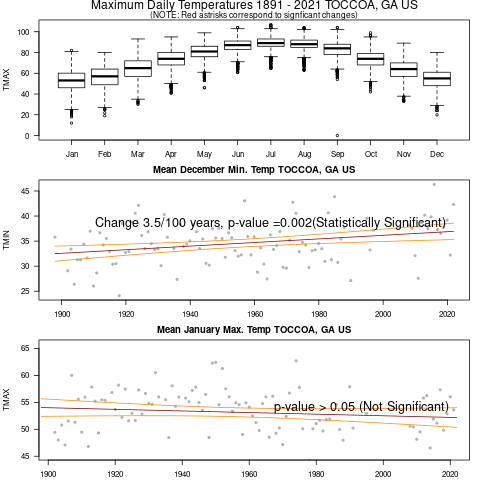 Maximum Daily Temperatures 1891 - 2021 TOCCOA, GA US
(NOTE: Red astrisks correspond to signficant changes)
TMAX
100
80
60
40
20
0
Jan Feb Mar Apr May Jun Jul Aug Sep Oct Nov Dec
Mean December Min. Temp TOCCOA, GA US
TMIN
45
40
35
30
25
Change 3.5/100 years, p-value =0.002(Statistically Significant)
1900 1920 1940 1960 1980 2000 2020
Mean January Max. Temp TOCCOA, GA US
TMAX
65
60
55
50
45
p-value > 0.05 (Not Significant)
1900 1920 1940 1960 1980 2000 2020